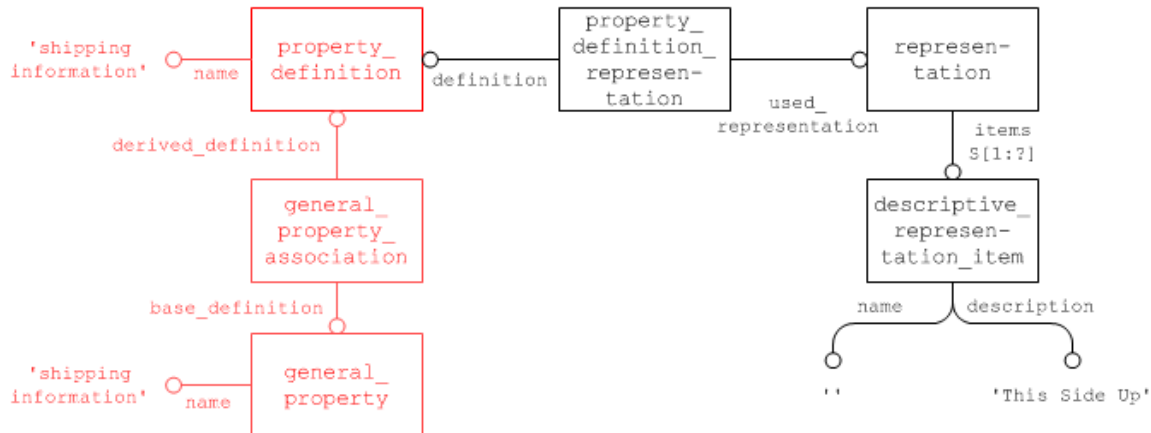 'shipping
information'
name
property_
definition
definition
property_
definition_
represen-
tation
used_
representation
represen-
tation
derived_definition
items
S[1:?]
general_
property_
association
descriptive_
represen-
tation_item
base_definition
name
description
'shipping
information'
name
general_
property
''
'This Side Up'